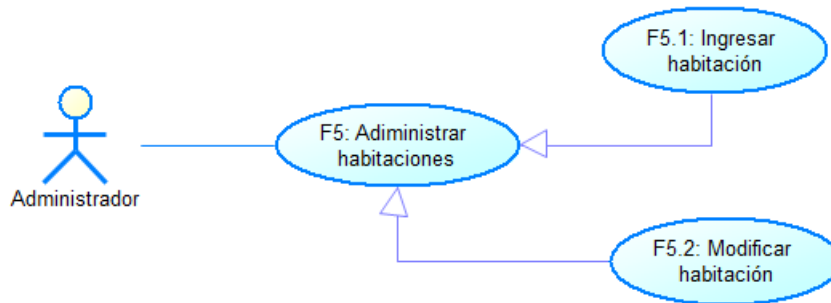 F5.1: Ingresar
habitación
F5: Adiministrar
habitaciones
Administrador
F5.2: Modificar
habitación